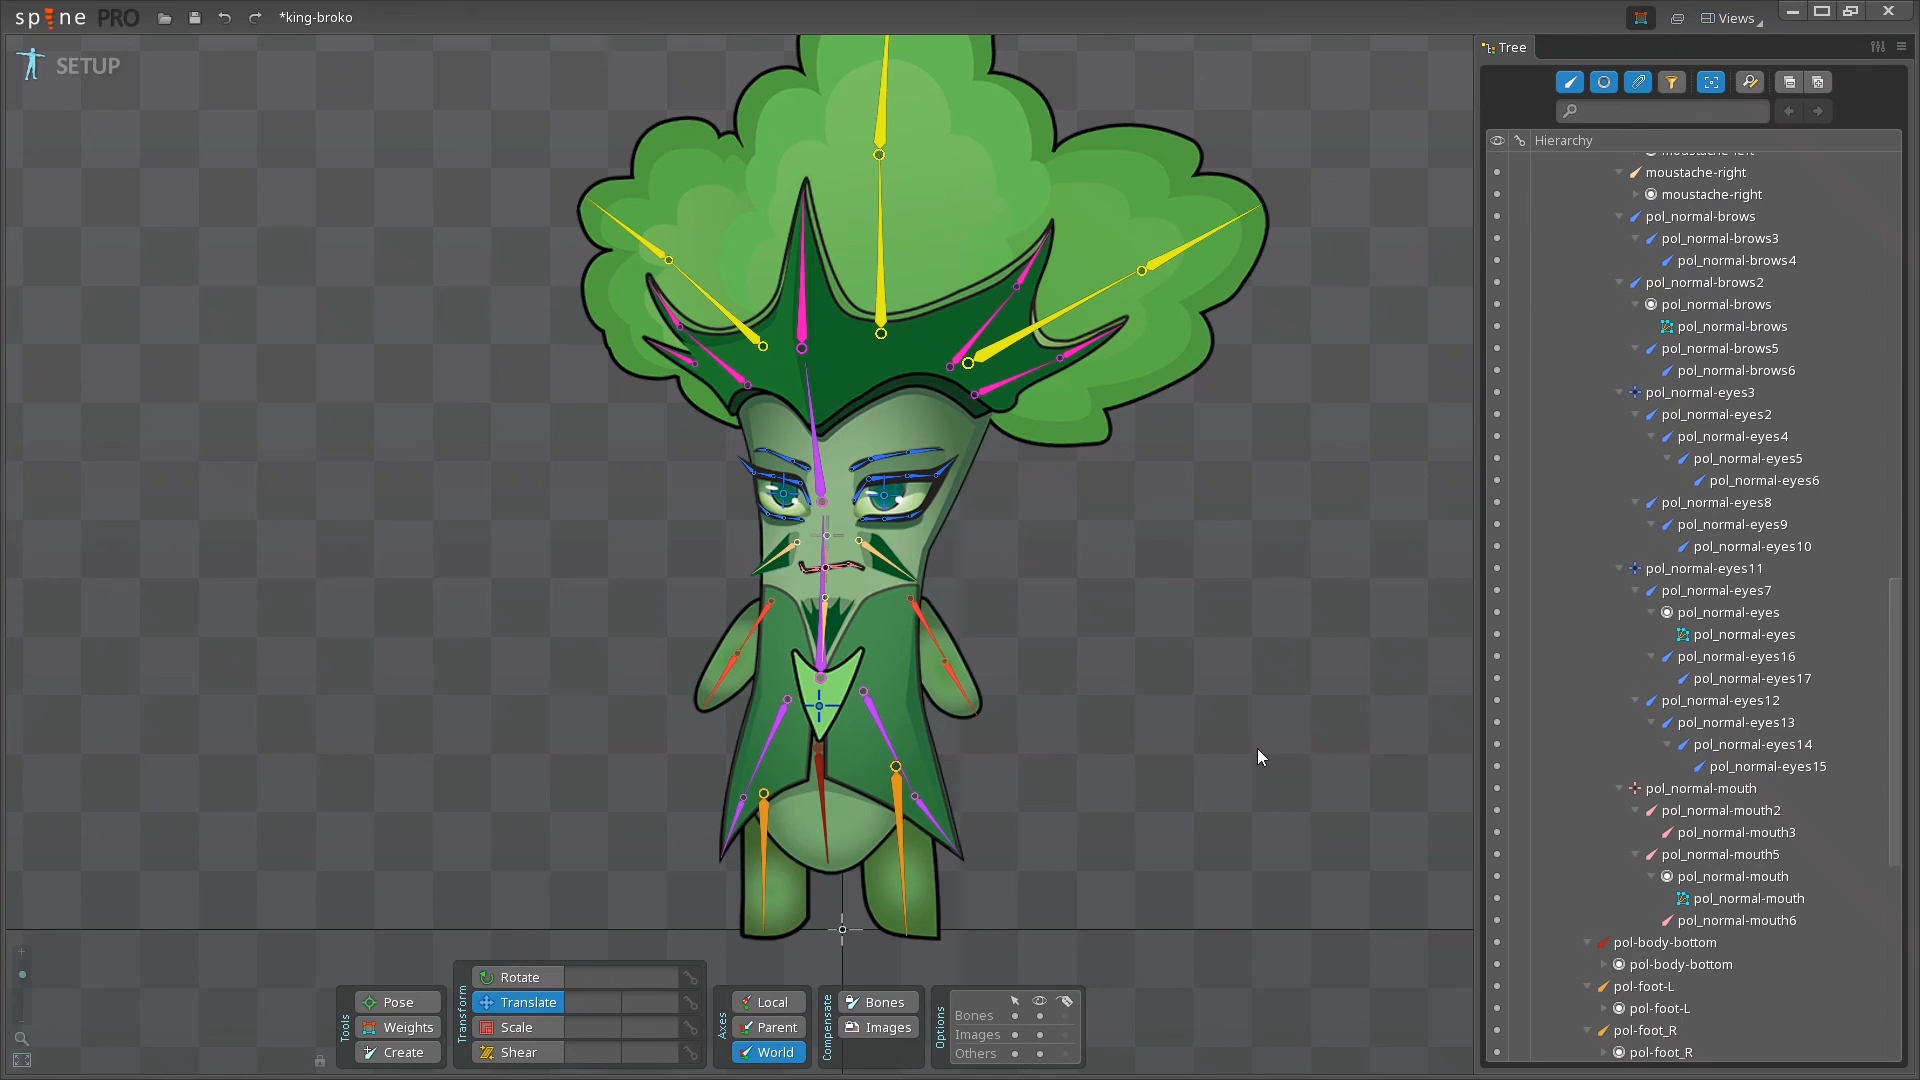 spine PRO
*king-broko
Views
SETUP
Tree
Hierarchy
moustache-left
moustache-right
moustache-right
pol_normal-brows
pol_normal-brows3
pol_normal-brows4
pol_normal-brows2
pol_normal-brows
pol_normal-brows
pol_normal-brows5
pol_normal-brows6
pol_normal-eyes3
pol_normal-eyes2
pol_normal-eyes4
pol_normal-eyes5
pol_normal-eyes6
pol_normal-eyes8
pol_normal-eyes9
pol_normal-eyes10
pol_normal-eyes11
pol_normal-eyes7
pol_normal-eyes
pol_normal-eyes
pol_normal-eyes16
pol_normal-eyes17
pol_normal-eyes12
pol_normal-eyes13
pol_normal-eyes14
pol_normal-eyes15
pol_normal-mouth
pol_normal-mouth2
pol_normal-mouth3
pol_normal-mouth5
pol_normal-mouth
pol_normal-mouth
pol_normal-mouth6
pol-body-bottom
pol-body-bottom
pol-foot-L
pol-foot-L
pol-foot_R
pol-foot_R
Tools
Pose
Weights
Create
Transform
Rotate
Translate
Scale
Shear
Axes
Local
Parent
World
Compensate
Bones
Images
Options
Bones
Images
Others